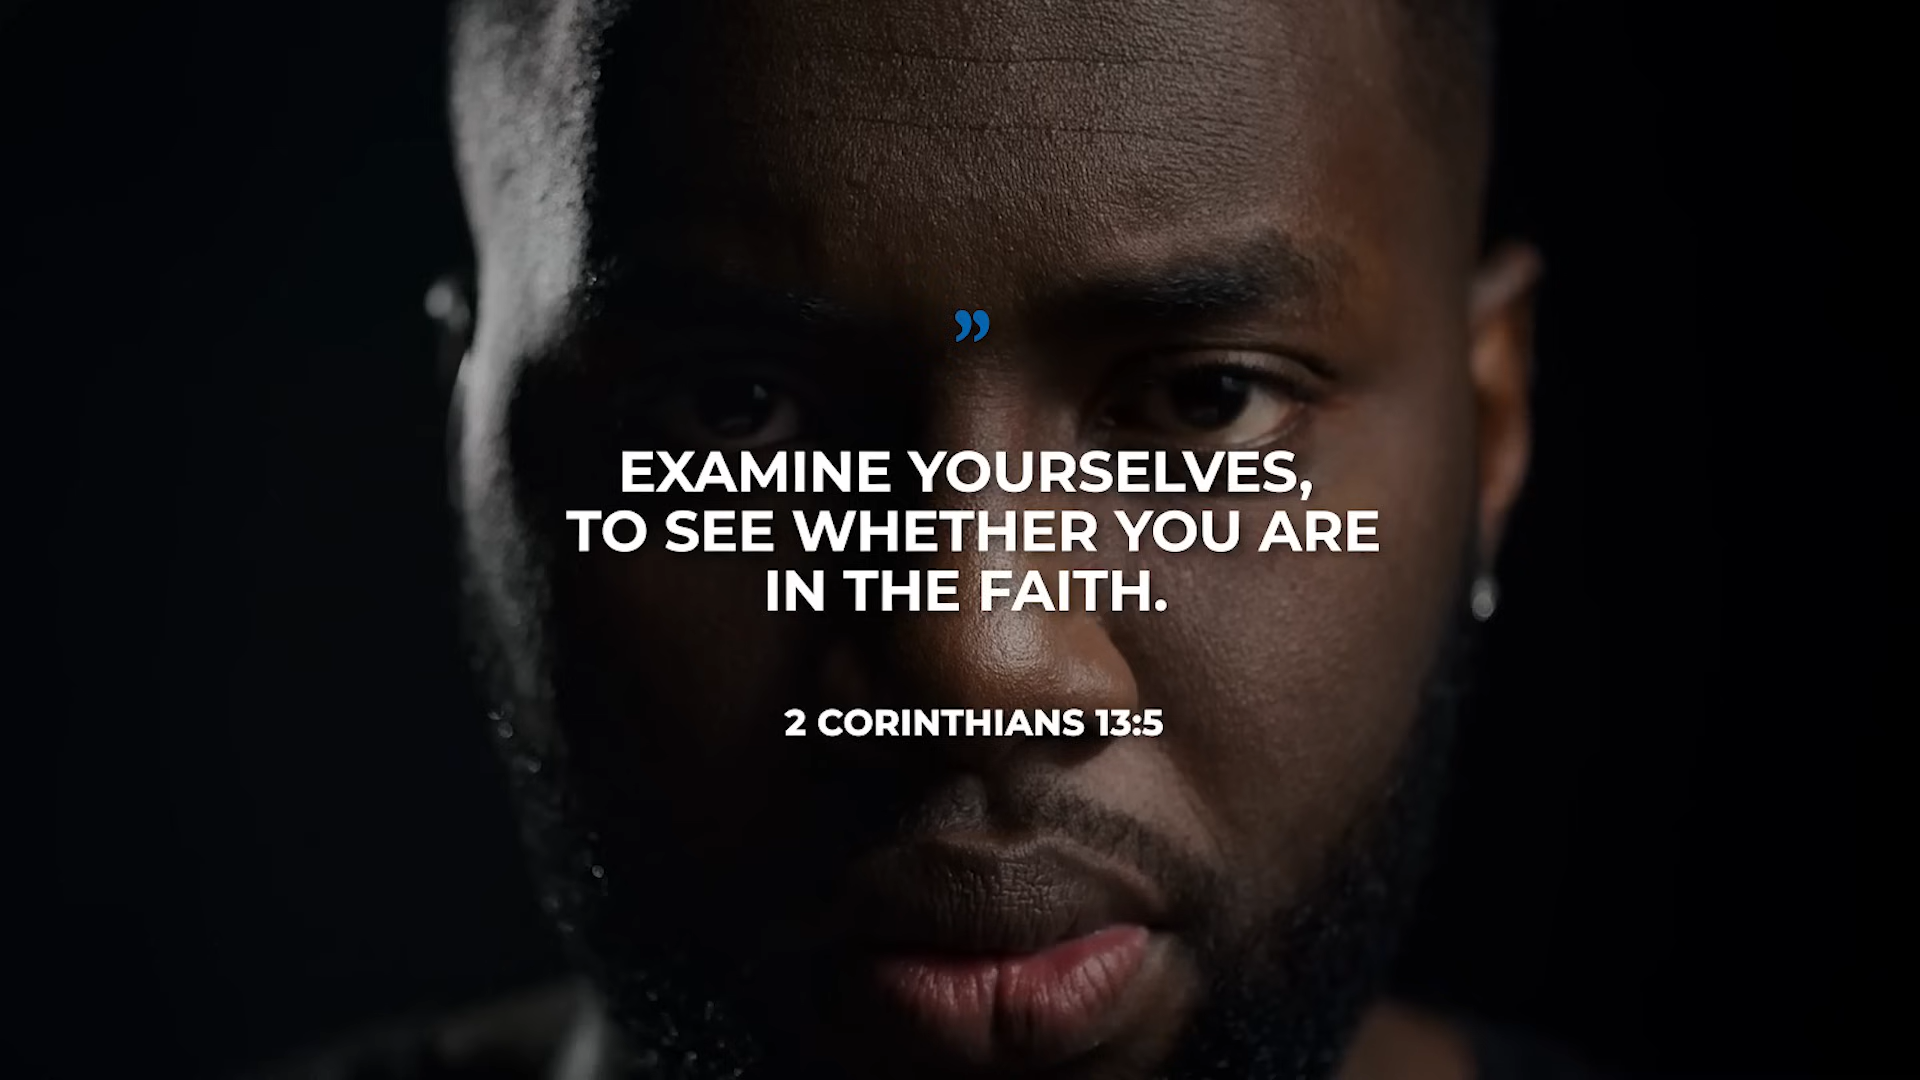 ”
EXAMINE YOURSELVES,
TO SEE WHETHER YOU ARE
IN THE FAITH.
2 CORINTHIANS 13:5